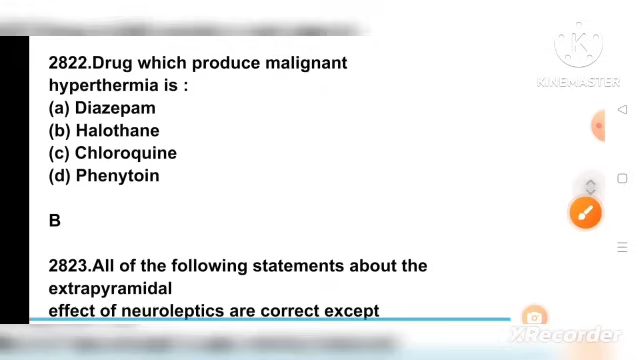 KINEMASTER
2822.Drug which produce malignant
hyperthermia is :
(a) Diazepam
(b) Halothane
(c) Chloroquine
(d) Phenytoin
B
2823.All of the following statements about the
extrapyramidal
effect of neuroleptics are correct except
XRecorder